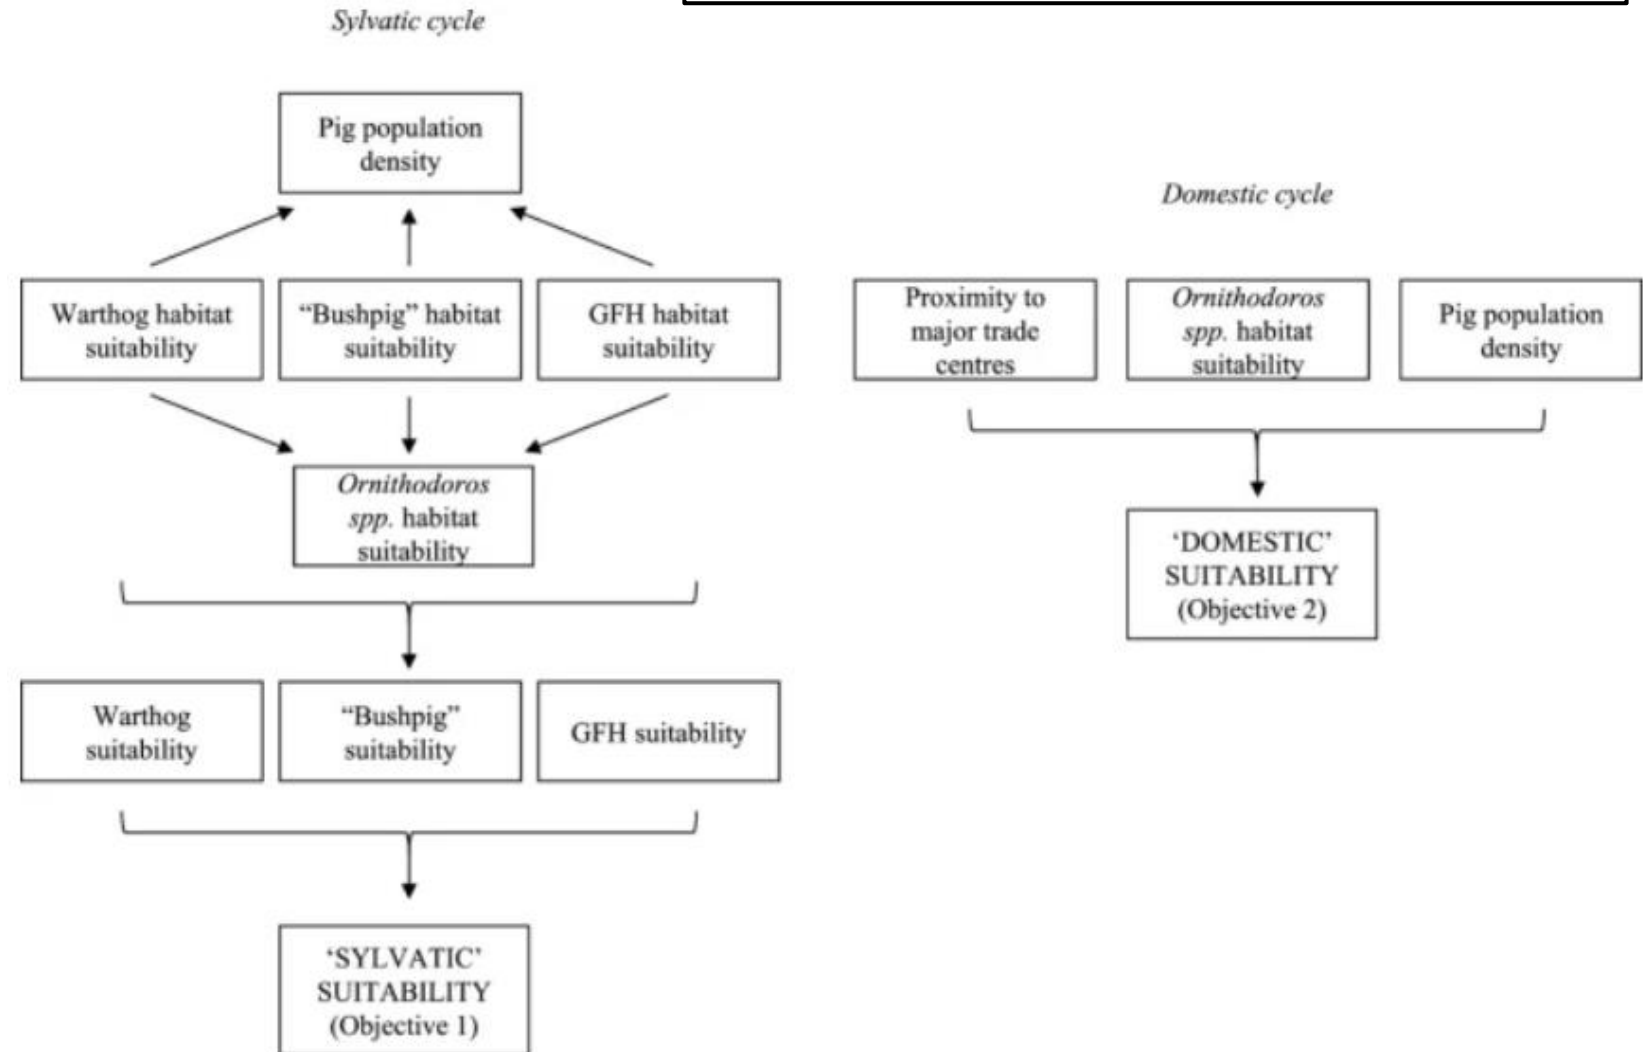 Sylvatic cycle
Pig population
density
Warthog habitat
suitability
“Bushpig” habitat
suitability
GFH habitat
suitability
Ornithodoros
spp. habitat
suitability
Warthog
suitability
“Bushpig”
suitability
GFH suitability
‘SYLVATIC’
SUITABILITY
(Objective 1)
Domestic cycle
Proximity to
major trade
centres
Ornithodoros
spp. habitat
suitability
Pig population
density
‘DOMESTIC’
SUITABILITY
(Objective 2)